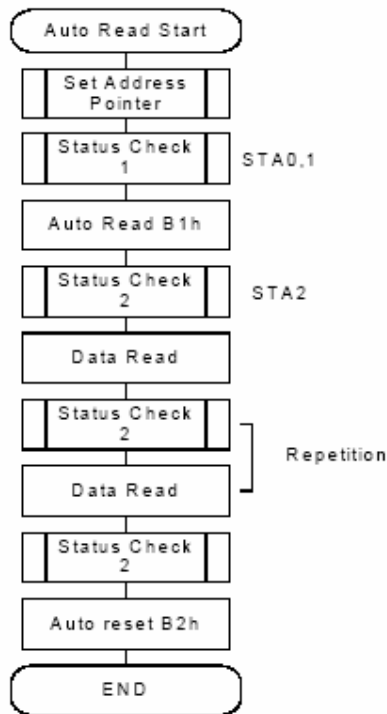 Auto Read Start
Set Address
Pointer
Status Check
1
STA0,1
Auto Read B1h
Status Check
2
STA2
Data Read
Status Check
2
Repetition
Data Read
Status Check
2
Auto reset B2h
END